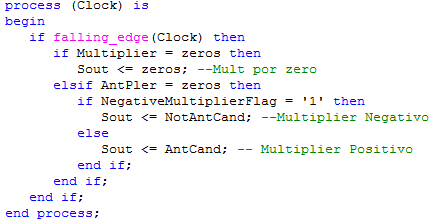 process (Clock) is
begin
if falling_edge(Clock) then
if Multiplier = zeros then
Sout <= zeros; --Mult por zero
elsif AntPler = zeros then
if NegativeMultiplierFlag = '1' then
Sout <= NotAntCand; --Multiplier Negativo
else
Sout <= AntCand; -- Multiplier Positivo
end if;
end if;
end if;
end process;